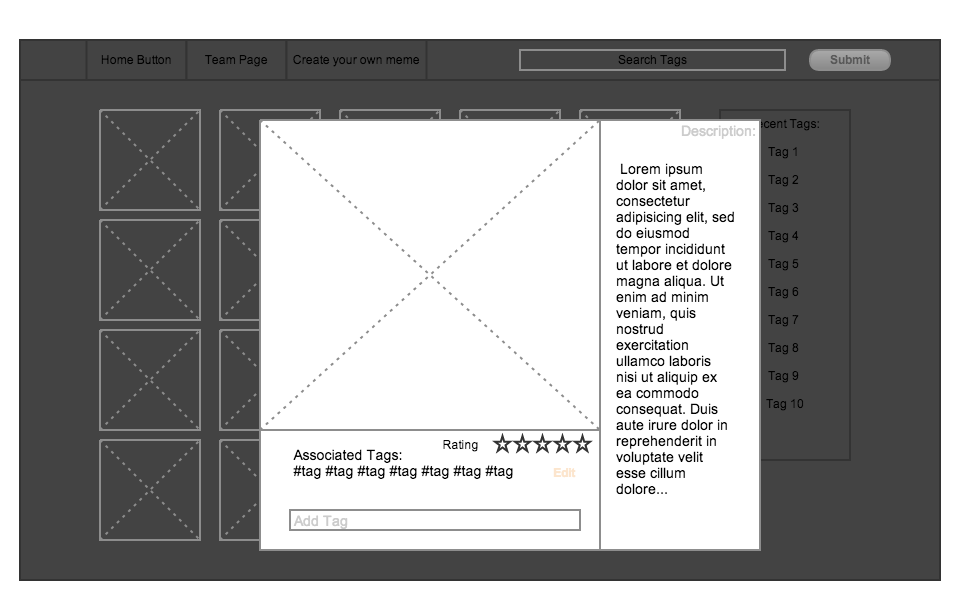 Home Button
Team Page
Create your own meme
Search Tags
Submit
Description:
Lorem ipsum
dolor sit amet,
consectetur
adipisicing elit, sed
do eiusmod
tempor incididunt
ut labore et dolore
magna aliqua. Ut
enim ad minim
veniam, quis
nostrud
exercitation
ullamco laboris
nisi ut aliquip ex
ea commodo
consequat. Duis
aute irure dolor in
reprehenderit in
voluptate velit
esse cillum
dolore...
Rating
Associated Tags:
#tag #tag #tag #tag #tag #tag #tag
Edit
Add Tag
Tags:
Tag 1
Tag 2
Tag 3
Tag 4
Tag 5
Tag 6
Tag 7
Tag 8
Tag 9
Tag 10